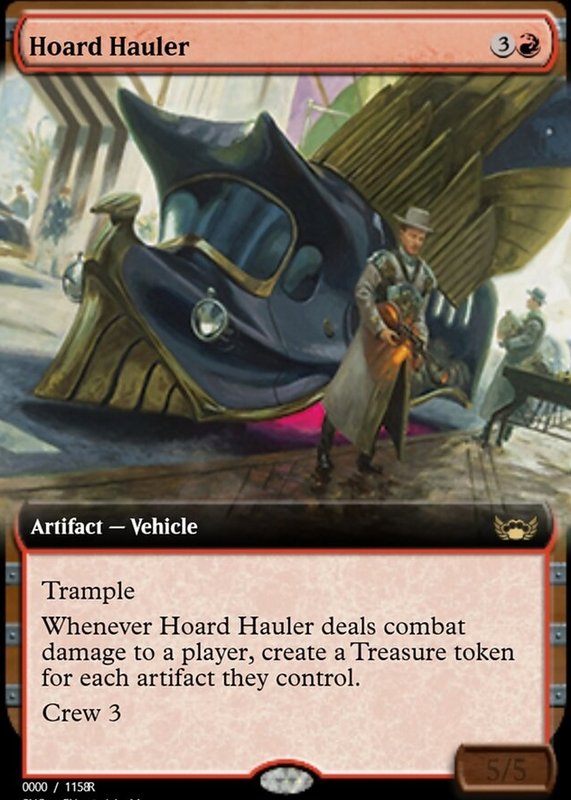 Hoard Hauler 3
Artifact — Vehicle
Trample
Whenever Hoard Hauler deals combat
damage to a player, create a Treasure token
for each artifact they control.
Crew 3
5/5
0000 / 1158R